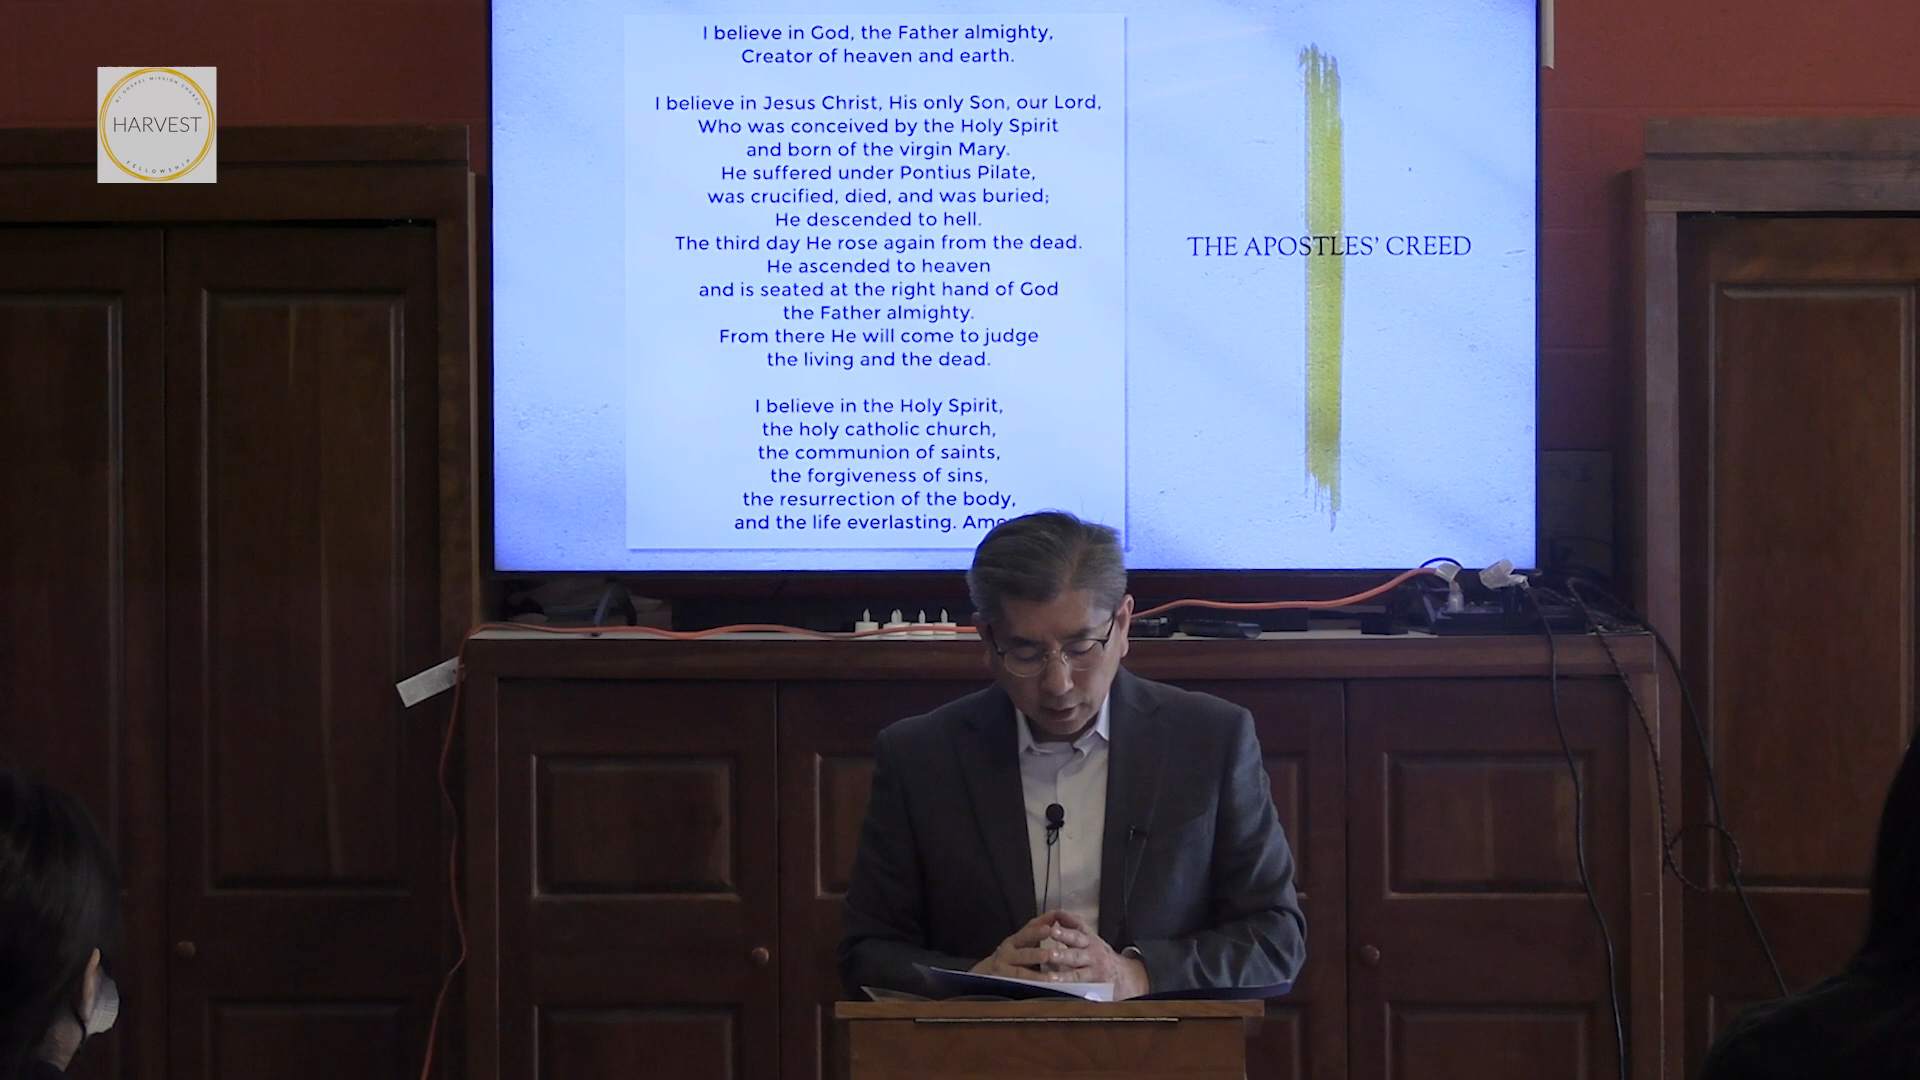 NJ GOSPEL MISSION CHURCH
HARVEST
FELLOWSHIP
I believe in God, the Father almighty,
Creator of heaven and earth.
I believe in Jesus Christ, His only Son, our Lord,
Who was conceived by the Holy Spirit
and born of the virgin Mary.
He suffered under Pontius Pilate,
was crucified, died, and was buried;
He descended to hell.
The third day He rose again from the dead.
He ascended to heaven
and is seated at the right hand of God
the Father almighty.
From there He will come to judge
the living and the dead.
I believe in the Holy Spirit,
the holy catholic church,
the communion of saints,
the forgiveness of sins,
the resurrection of the body,
and the life everlasting.
THE APOSTLES' CREED